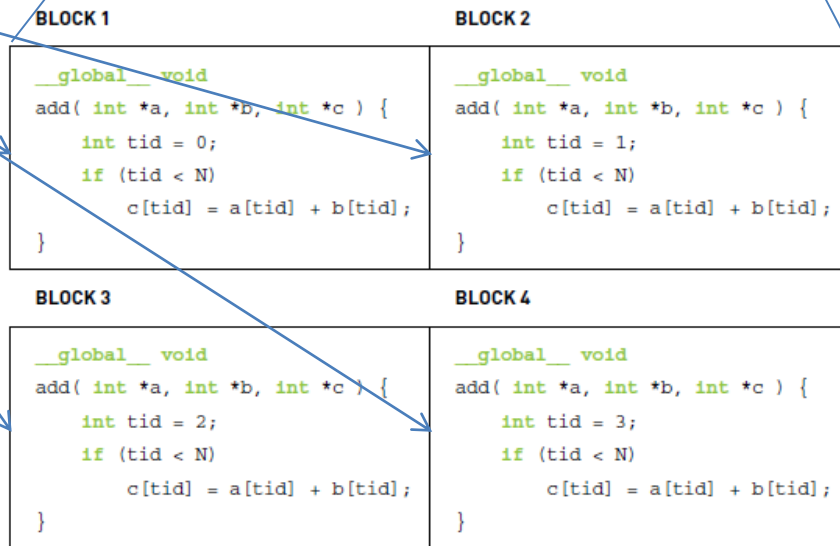 BLOCK 1
__global__ void
add( int *a, int *b, int *c ) {
int tid = 0;
if (tid < N)
c[tid] = a[tid] + b[tid];
}
BLOCK 2
__global__ void
add( int *a, int *b, int *c ) {
int tid = 1;
if (tid < N)
c[tid] = a[tid] + b[tid];
}
BLOCK 3
__global__ void
add( int *a, int *b, int *c ) {
int tid = 2;
if (tid < N)
c[tid] = a[tid] + b[tid];
}
BLOCK 4
__global__ void
add( int *a, int *b, int *c ) {
int tid = 3;
if (tid < N)
c[tid] = a[tid] + b[tid];
}